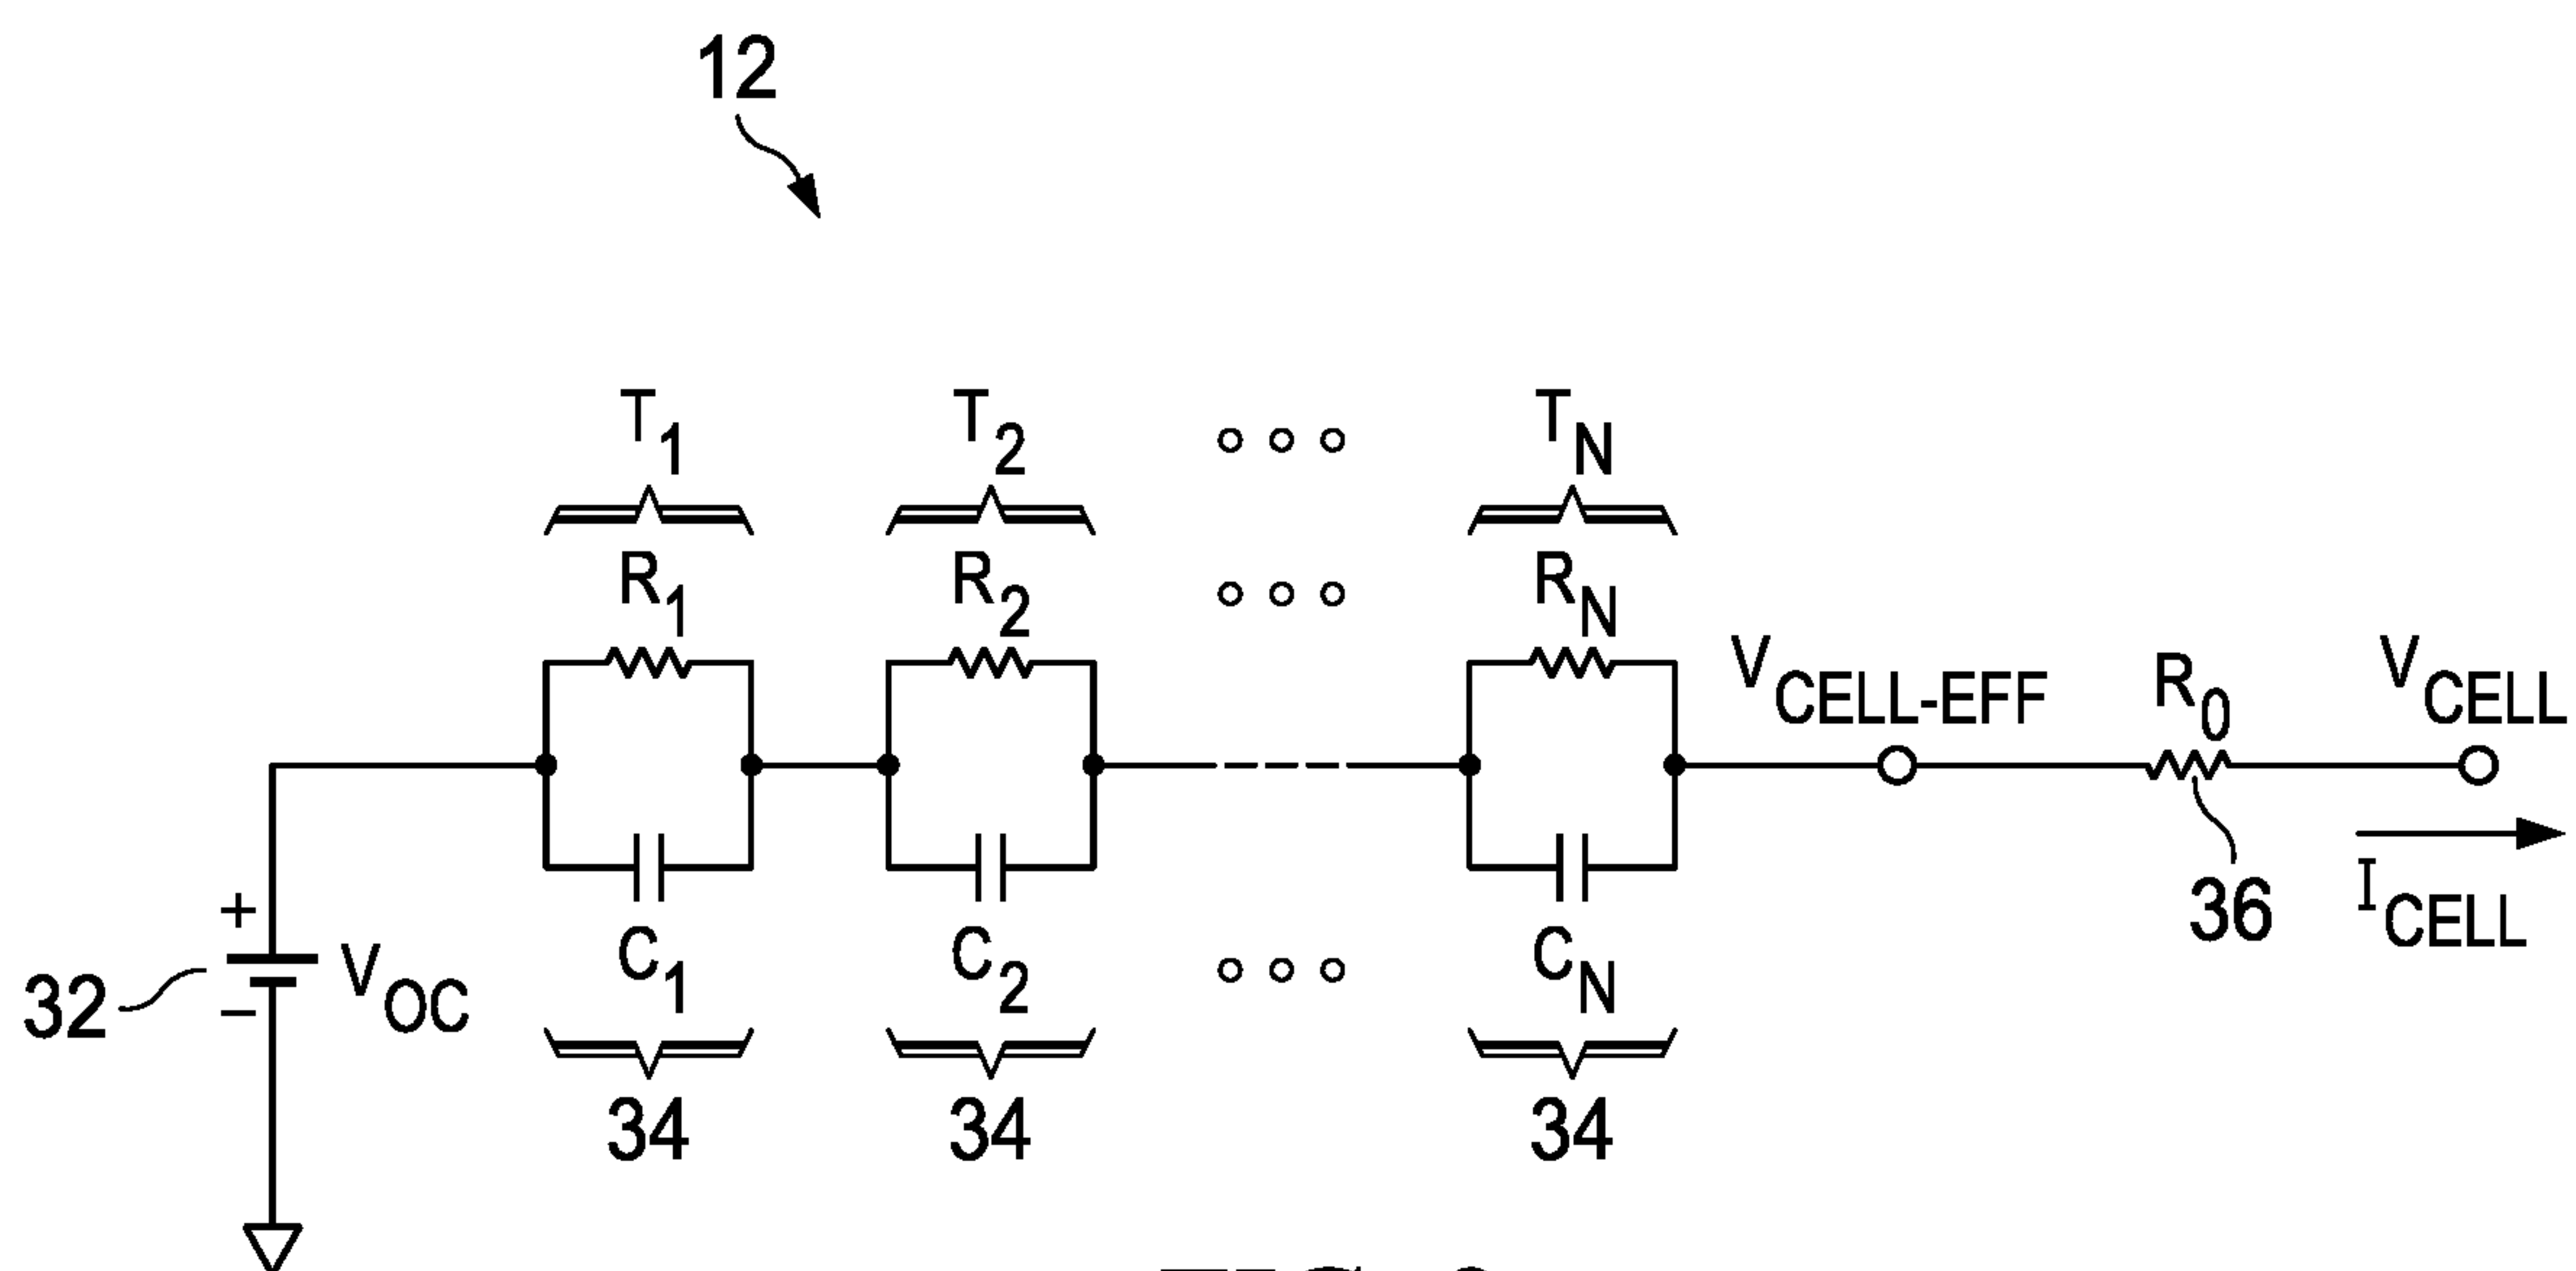 12
T1 T2 TN
R1 R2 RN
VCELL-EFF R0 VCELL
+
32 VOC
−
C1 C2 CN
36 ICELL
34 34 34